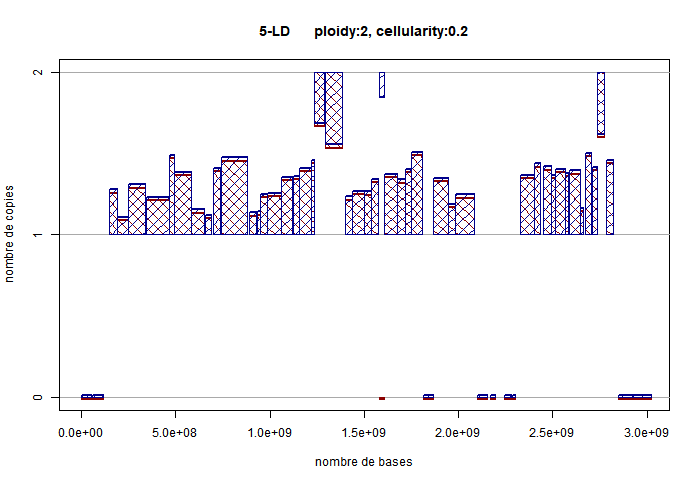 5-LD ploidy:2, cellularity:0.2
nombre de copies
2
1
0
0.0e+00 5.0e+08 1.0e+09 1.5e+09 2.0e+09 2.5e+09 3.0e+09
nombre de bases